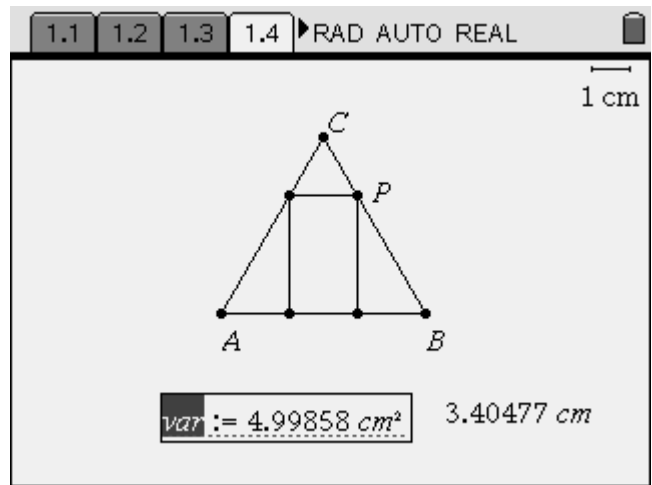 1.1 1.2 1.3 1.4 RAD AUTO REAL
1 cm
C
P
A B
var := 4.99858 cm² 3.40477 cm